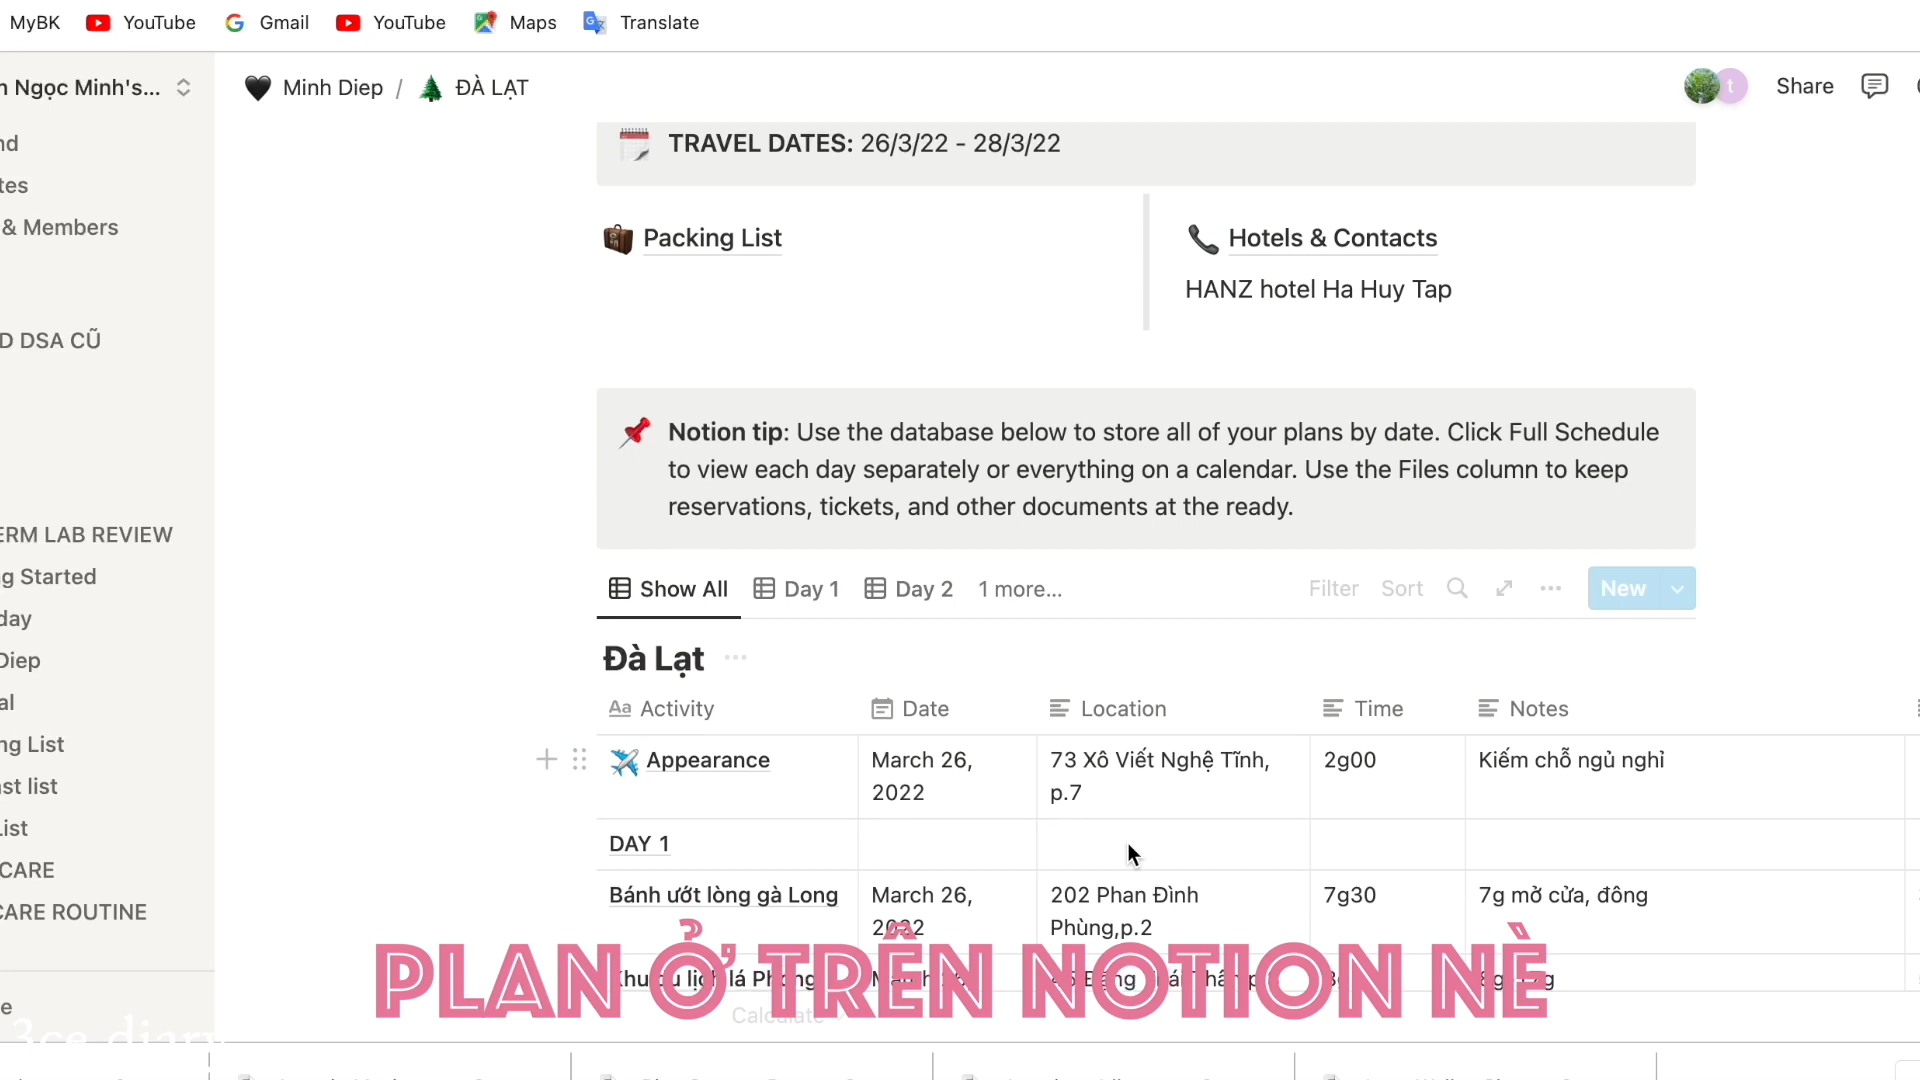 MyBK YouTube Gmail YouTube Maps Translate
Ngọc Minh's...
Minh Diep / ĐÀ LẠT
Share
& Members
DSA CŨ
LAB REVIEW
Started
CARE
ROUTINE
TRAVEL DATES: 26/3/22 - 28/3/22
Packing List
Hotels & Contacts
HANZ hotel Ha Huy Tap
Notion tip: Use the database below to store all of your plans by date. Click Full Schedule
to view each day separately or everything on a calendar. Use the Files column to keep
reservations, tickets, and other documents at the ready.
Show All Day 1 Day 2 1 more...
Filter Sort New
Đà Lạt
Aa Activity Date Location Time Notes
Appearance March 26, 73 Xô Viết Nghệ Tĩnh, 2g00 Kiếm chỗ ngủ nghỉ
2022 p.7
DAY 1
Bánh ướt lòng gà Long March 26, 202 Phan Đình 7g30 7g mở cửa, đông
2022 Phùng,p.2
PLAN Ở TRÊN NOTION NÈ
Calculate
3ce diary